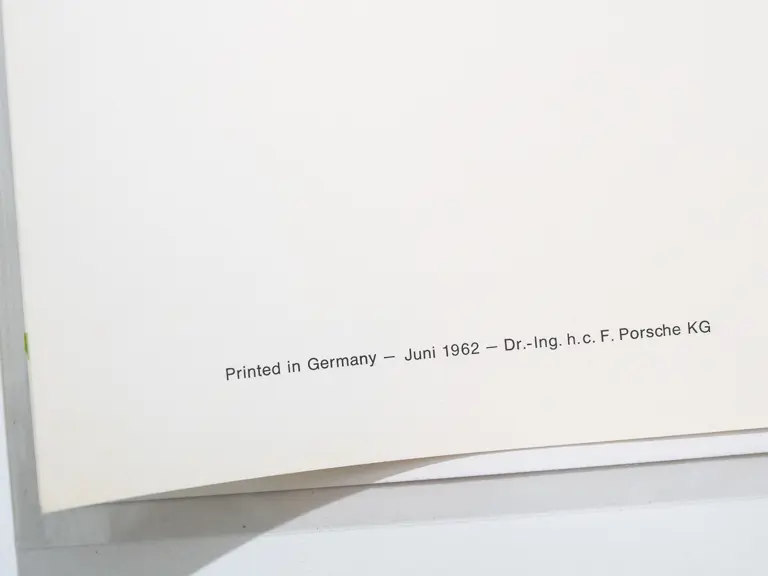 Printed in Germany – Juni 1962 – Dr.-Ing. h.c. F. Porsche KG